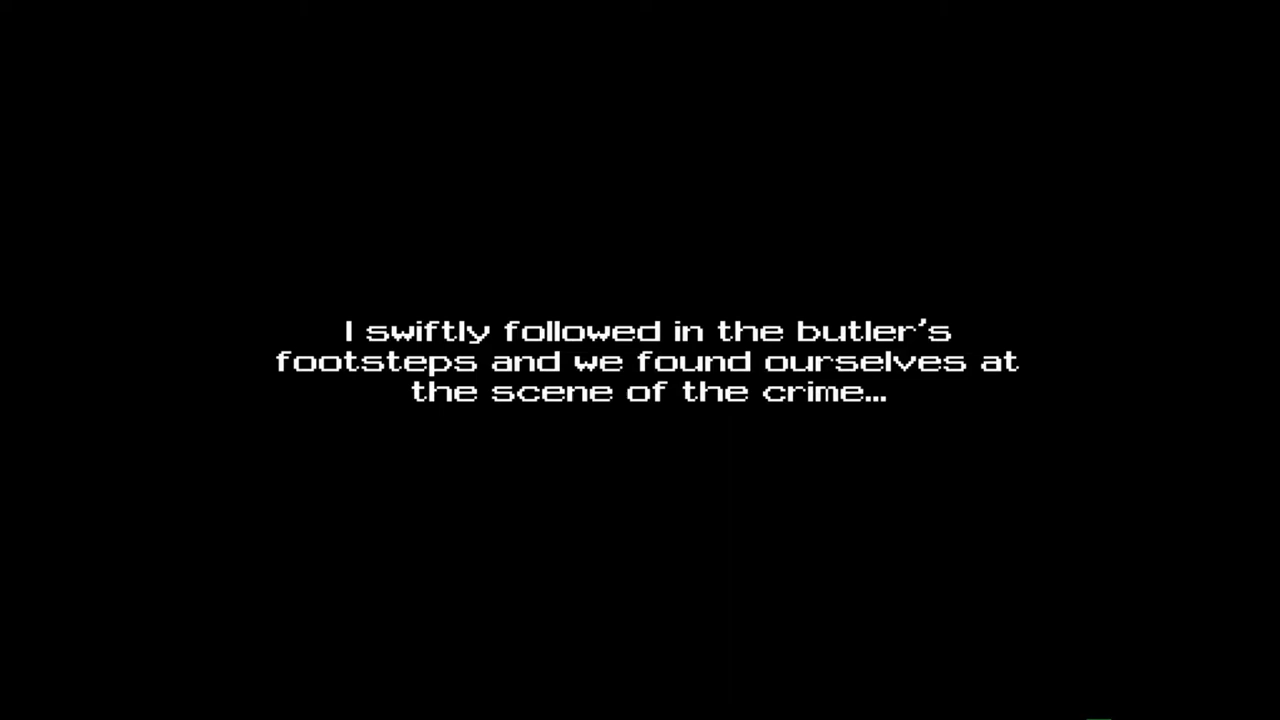 I swiftly followed in the butler's
footsteps and we found ourselves at
the scene of the crime...